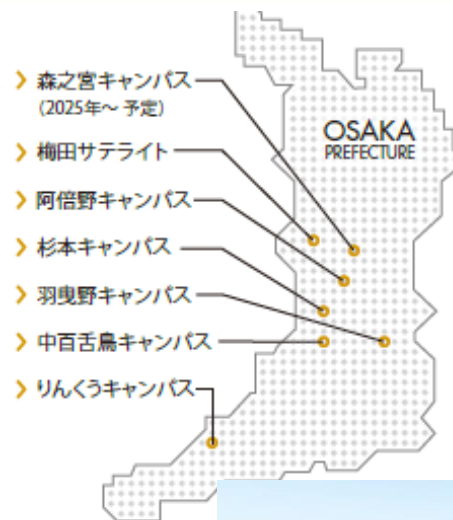 森之宮キャンパス
(2025年～ 予定)
OSAKA
PREFECTURE
梅田サテライト
阿倍野キャンパス
杉本キャンパス
羽曳野キャンパス
中百舌鳥キャンパス
りんくうキャンパス